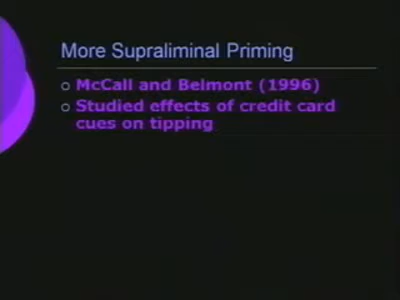 More Supraliminal Priming
McCall and Belmont (1996)
Studied effects of credit card
cues on tipping